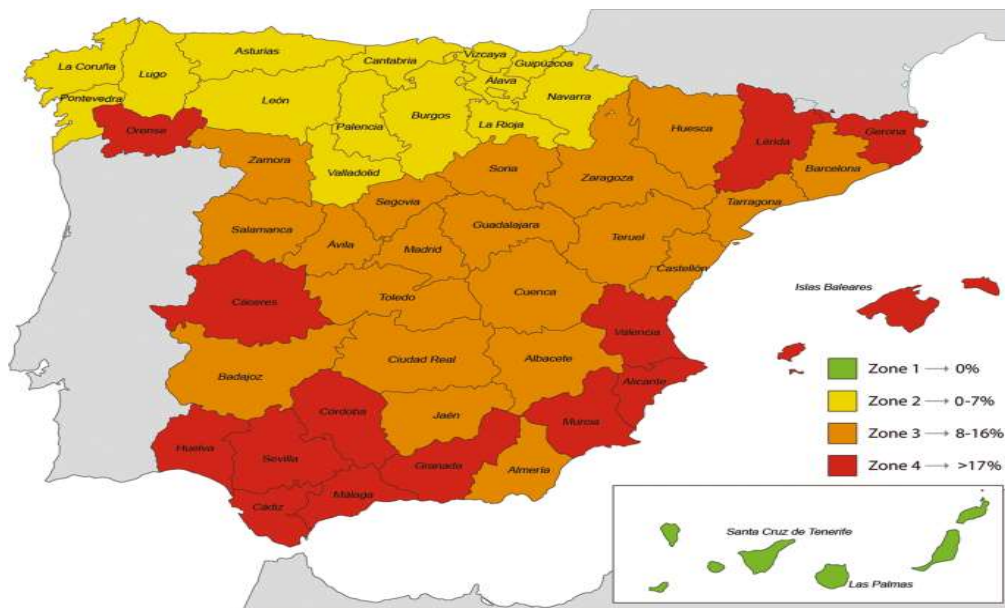 Asturias
Cantabria
Vizcaya
Guipúzcoa
La Coruña
Lugo
Álava
Pontevedra
León
Navarra
Burgos
La Rioja
Palencia
Orense
Huesca
Lérida
Gerona
Zamora
Valladolid
Soria
Zaragoza
Barcelona
Segovia
Tarragona
Salamanca
Guadalajara
Ávila
Madrid
Teruel
Castellón
Cáceres
Toledo
Cuenca
Islas Baleares
Valencia
Ciudad Real
Albacete
Badajoz
Alicante
Córdoba
Jaén
Murcia
Huelva
Sevilla
Granada
Almería
Málaga
Cádiz
Zone 1 → 0%
Zone 2 → 0-7%
Zone 3 → 8-16%
Zone 4 → >17%
Santa Cruz de Tenerife
Las Palmas